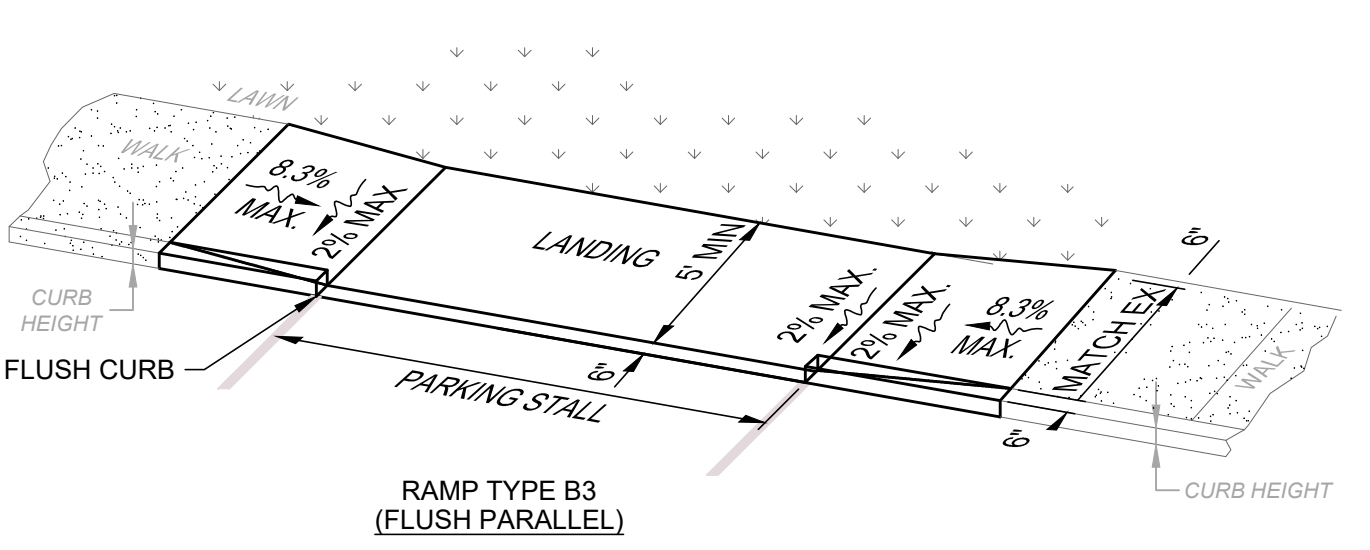 LAWN
WALK
8.3%
MAX.
2% MAX
LANDING
5' MIN
2% MAX.
2% MAX.
8.3%
MAX.
6"
MATCH EX
WALK
CURB
HEIGHT
FLUSH CURB
PARKING STALL
6"
6"
CURB HEIGHT
RAMP TYPE B3
(FLUSH PARALLEL)